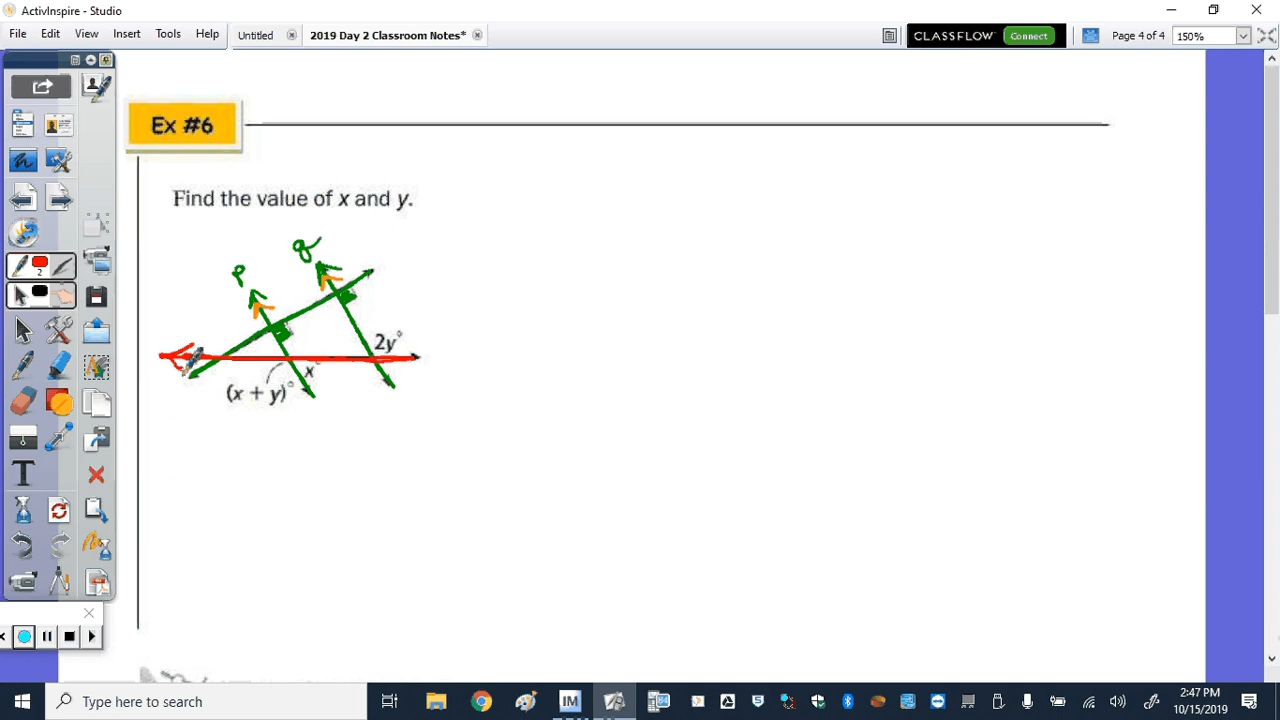 ActivInspire - Studio
File Edit View Insert Tools Help Untitled 2019 Day 2 Classroom Notes* CLASSFLOW Connect Page 4 of 4 150%
Ex #6
Find the value of x and y.
q
p
2y°
x°
(x + y)°
2
T
Type here to search
IM
2:47 PM
10/15/2019